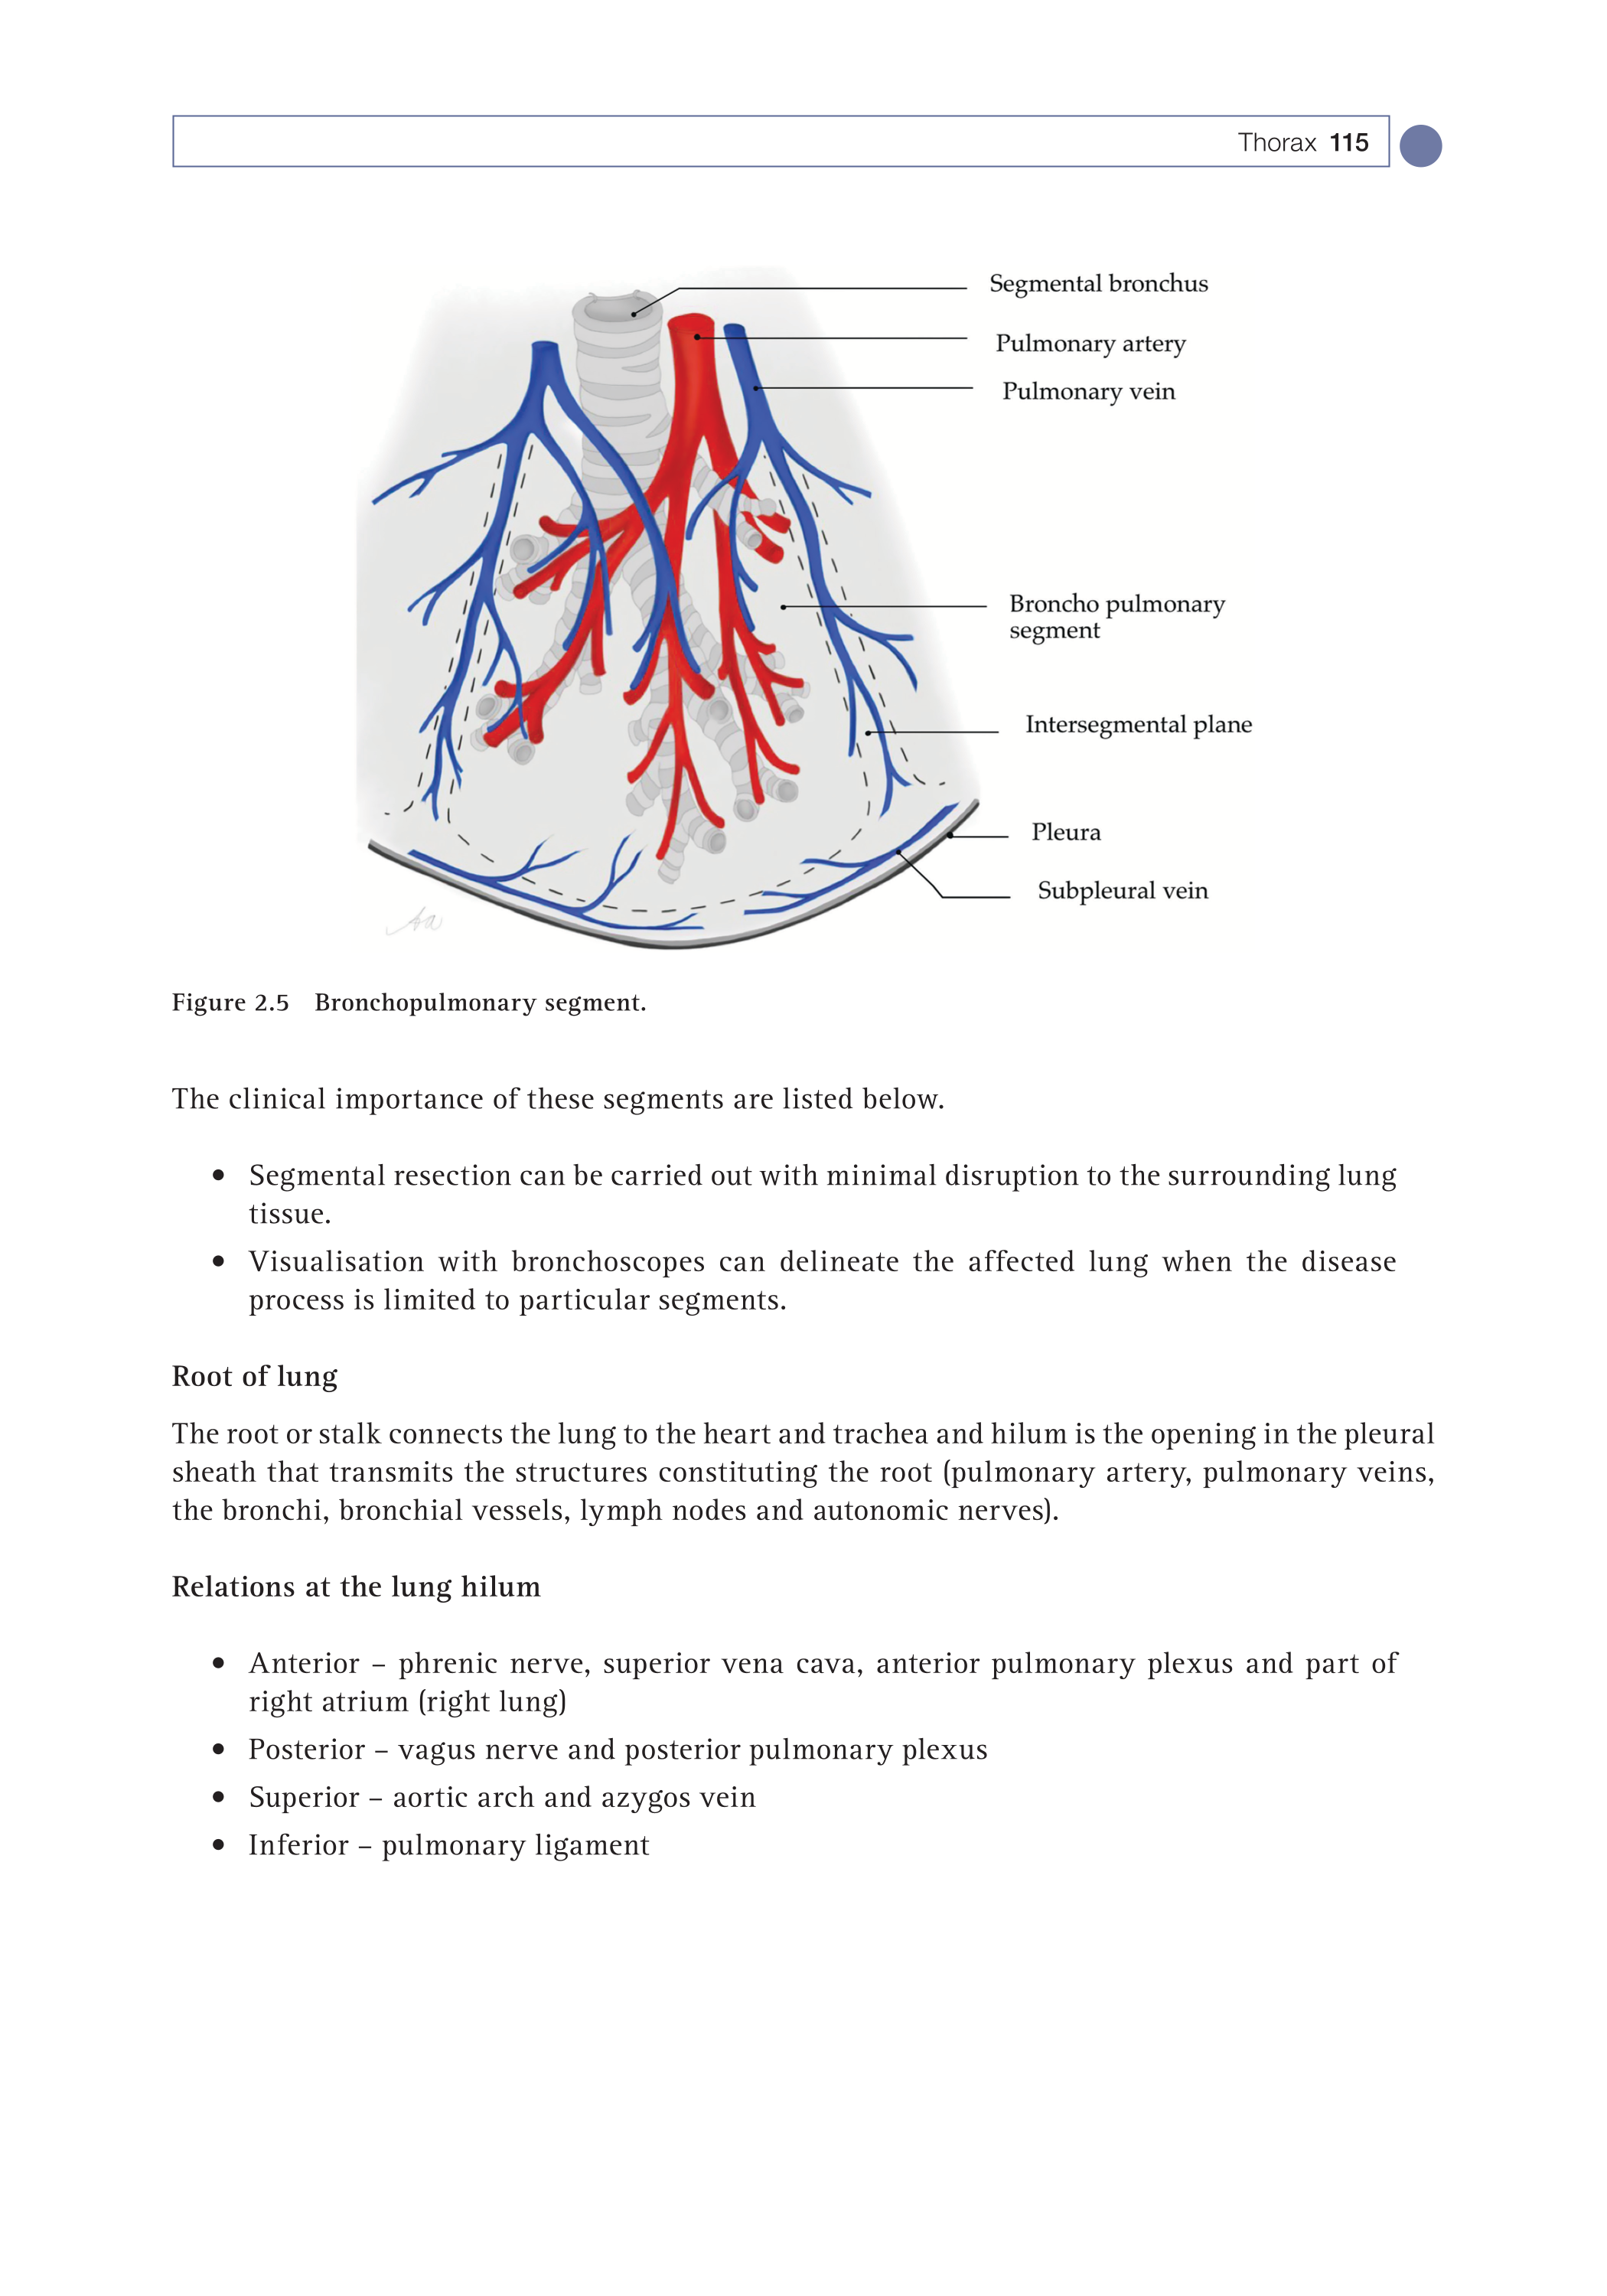 Thorax 115
Segmental bronchus
Pulmonary artery
Pulmonary vein
Broncho pulmonary
segment
Intersegmental plane
Pleura
Subpleural vein
Figure 2.5 Bronchopulmonary segment.
The clinical importance of these segments are listed below.
• Segmental resection can be carried out with minimal disruption to the surrounding lung
tissue.
• Visualisation with bronchoscopes can delineate the affected lung when the disease
process is limited to particular segments.
Root of lung
The root or stalk connects the lung to the heart and trachea and hilum is the opening in the pleural
sheath that transmits the structures constituting the root (pulmonary artery, pulmonary veins,
the bronchi, bronchial vessels, lymph nodes and autonomic nerves).
Relations at the lung hilum
• Anterior – phrenic nerve, superior vena cava, anterior pulmonary plexus and part of
right atrium (right lung)
• Posterior – vagus nerve and posterior pulmonary plexus
• Superior – aortic arch and azygos vein
• Inferior – pulmonary ligament